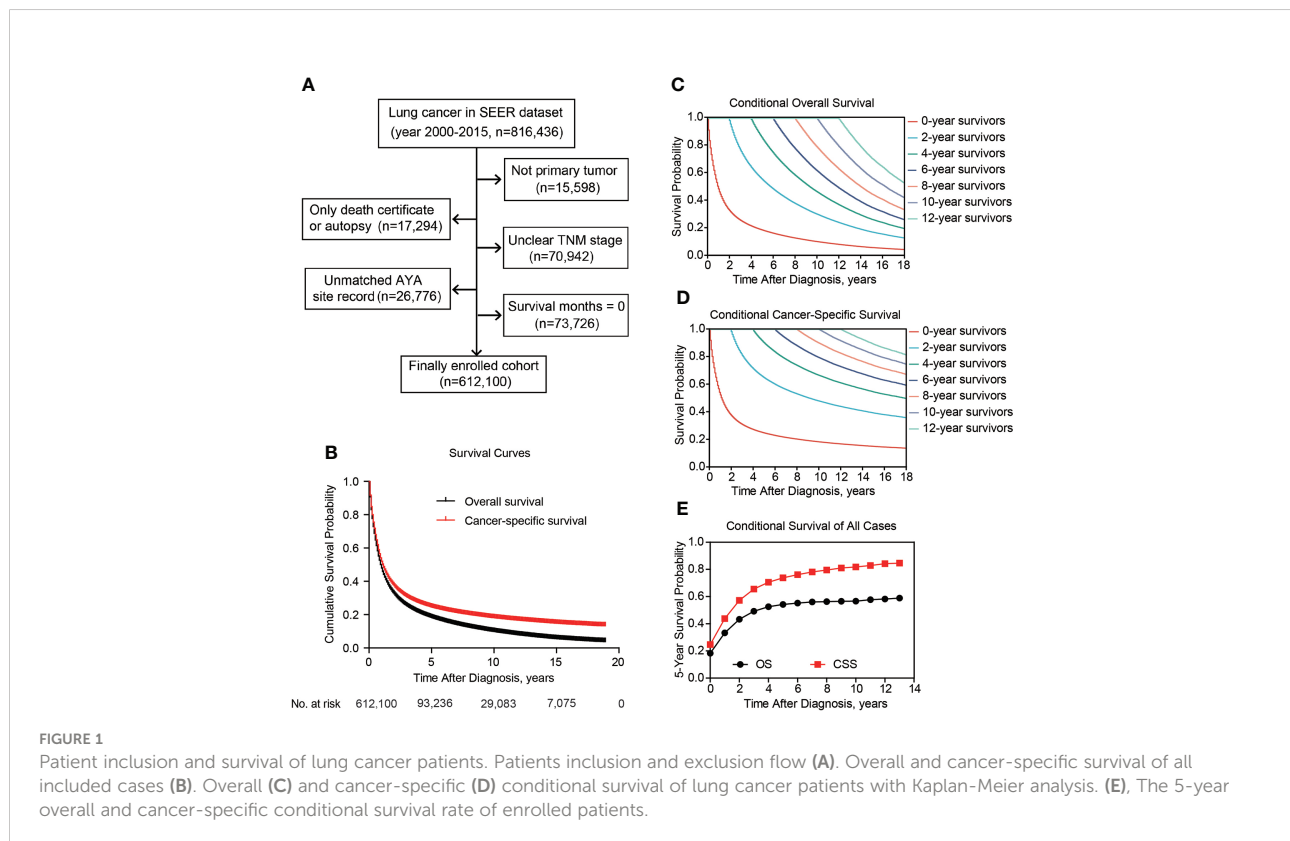 A
Lung cancer in SEER dataset
(year 2000-2015, n=816,436)
Not primary tumor
(n=15,598)
Only death certificate
or autopsy (n=17,294)
Unclear TNM stage
(n=70,942)
Unmatched AYA
site record (n=26,776)
Survival months = 0
(n=73,726)
Finally enrolled cohort
(n=612,100)
B
Survival Curves
Cumulative Survival Probability
1.0
0.8
0.6
0.4
0.2
0.0
Overall survival
Cancer-specific survival
0 5 10 15 20
Time After Diagnosis, years
No. at risk 612,100 93,236 29,083 7,075 0
C
Conditional Overall Survival
Survival Probability
1.0
0.8
0.6
0.4
0.2
0.0
0 2 4 6 8 10 12 14 16 18
Time After Diagnosis, years
0-year survivors
2-year survivors
4-year survivors
6-year survivors
8-year survivors
10-year survivors
12-year survivors
D
Conditional Cancer-Specific Survival
Survival Probability
1.0
0.8
0.6
0.4
0.2
0.0
0 2 4 6 8 10 12 14 16 18
Time After Diagnosis, years
0-year survivors
2-year survivors
4-year survivors
6-year survivors
8-year survivors
10-year survivors
12-year survivors
E
Conditional Survival of All Cases
5-Year Survival Probability
1.0
0.8
0.6
0.4
0.2
0.0
OS CSS
0 2 4 6 8 10 12 14
Time After Diagnosis, years
FIGURE 1
Patient inclusion and survival of lung cancer patients. Patients inclusion and exclusion flow (A). Overall and cancer-specific survival of all
included cases (B). Overall (C) and cancer-specific (D) conditional survival of lung cancer patients with Kaplan-Meier analysis. (E), The 5-year
overall and cancer-specific conditional survival rate of enrolled patients.